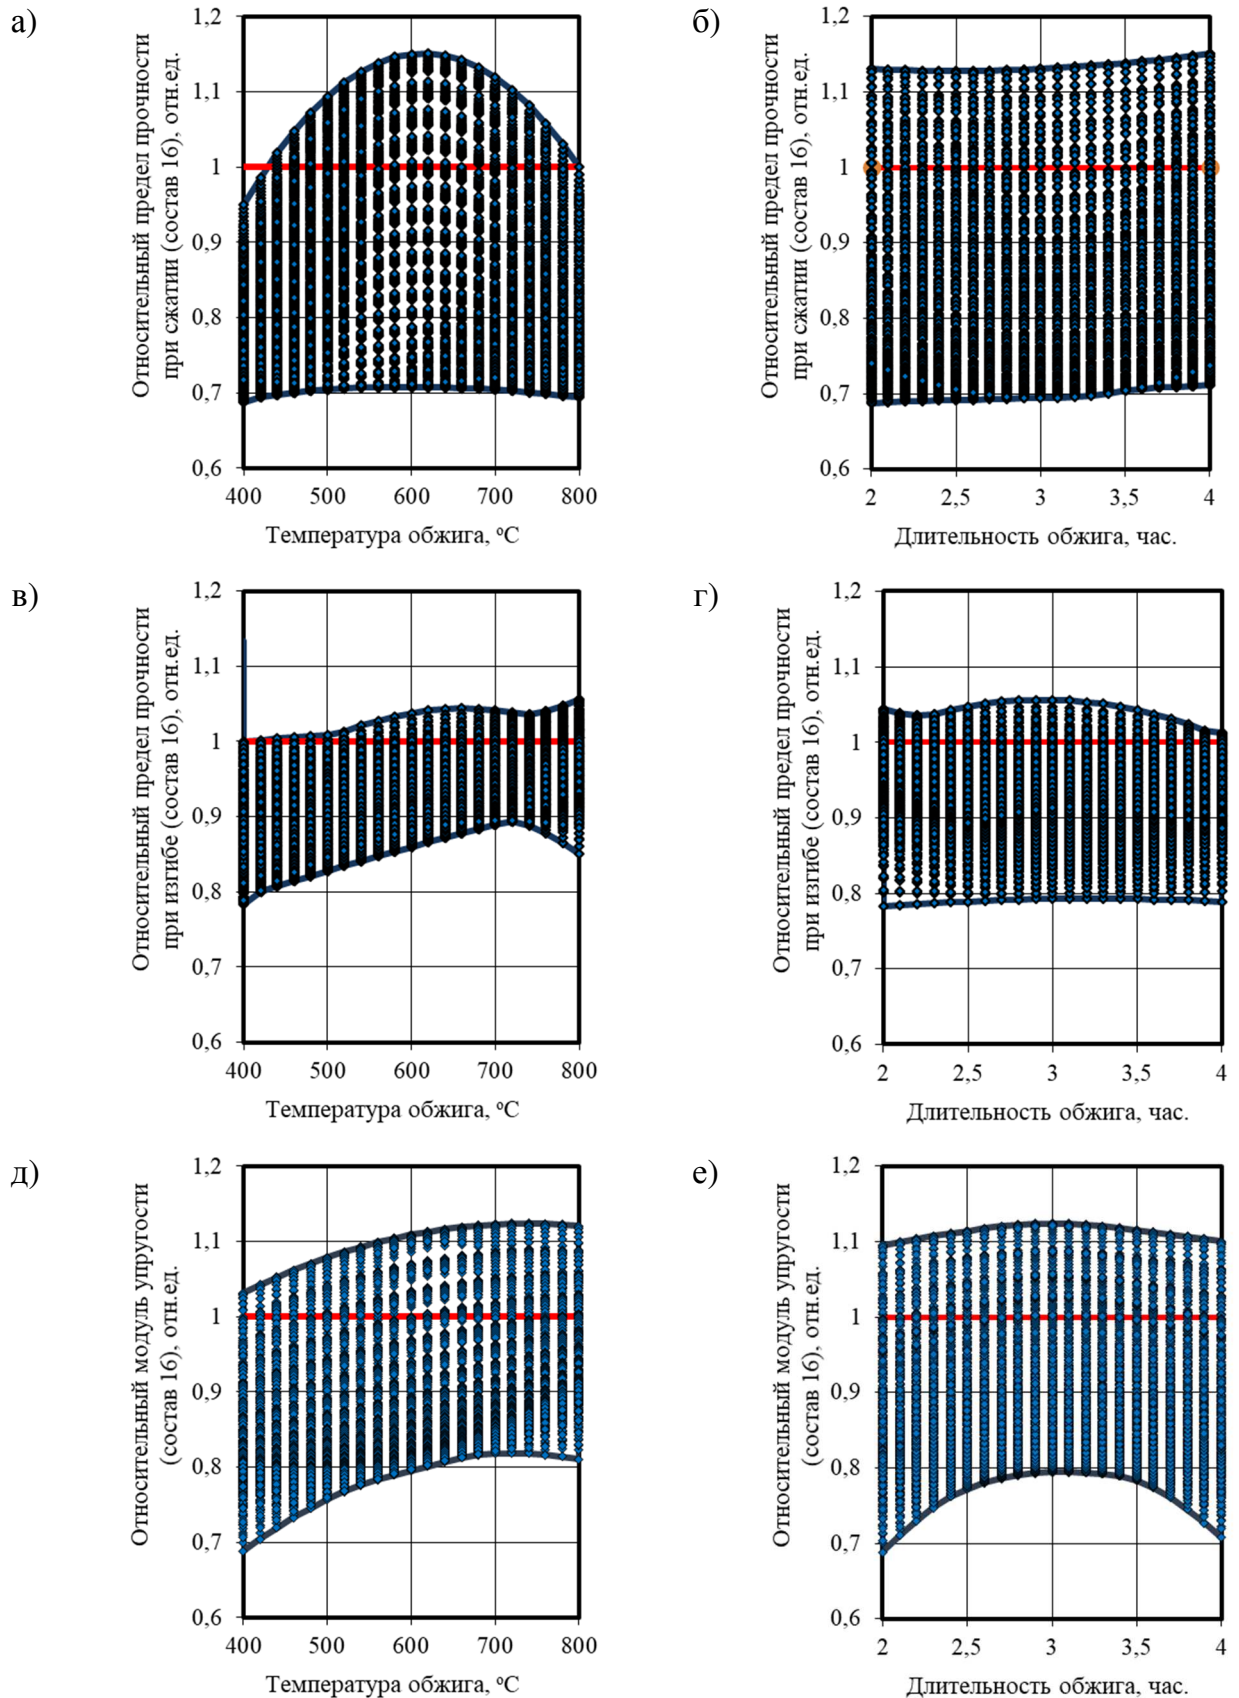 а)
Относительный предел прочности
при сжатии (состав 16), отн.ед.
1,2
1,1
1
0,9
0,8
0,7
0,6
400 500 600 700 800
Температура обжига, °С
б)
Относительный предел прочности
при сжатии (состав 16), отн.ед.
1,2
1,1
1
0,9
0,8
0,7
0,6
2 2,5 3 3,5 4
Длительность обжига, час.
в)
Относительный предел прочности
при изгибе (состав 16), отн.ед.
1,2
1,1
1
0,9
0,8
0,7
0,6
400 500 600 700 800
Температура обжига, °С
г)
Относительный предел прочности
при изгибе (состав 16), отн.ед.
1,2
1,1
1
0,9
0,8
0,7
0,6
2 2,5 3 3,5 4
Длительность обжига, час.
д)
Относительный модуль упругости
(состав 16), отн.ед.
1,2
1,1
1
0,9
0,8
0,7
0,6
400 500 600 700 800
Температура обжига, °С
е)
Относительный модуль упругости
(состав 16), отн.ед.
1,2
1,1
1
0,9
0,8
0,7
0,6
2 2,5 3 3,5 4
Длительность обжига, час.